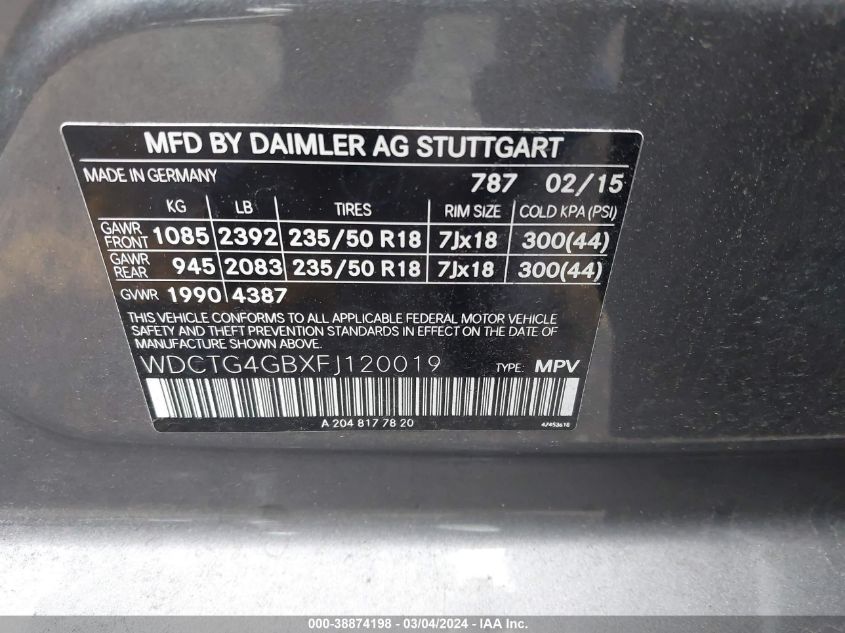 MFD BY DAIMLER AG STUTTGART
MADE IN GERMANY 787 02/15
KG LB TIRES RIM SIZE COLD KPA (PSI)
GAWR FRONT 1085 2392 235/50 R18 7Jx18 300(44)
GAWR REAR 945 2083 235/50 R18 7Jx18 300(44)
GVWR 1990 4387
THIS VEHICLE CONFORMS TO ALL APPLICABLE FEDERAL MOTOR VEHICLE
SAFETY AND THEFT PREVENTION STANDARDS IN EFFECT ON THE DATE
OF MANUFACTURE SHOWN ABOVE.
WDCTG4GBXFJ120019 TYPE: MPV
A 204 817 78 20 47453618
000-38874198 - 03/04/2024 - IAA Inc.